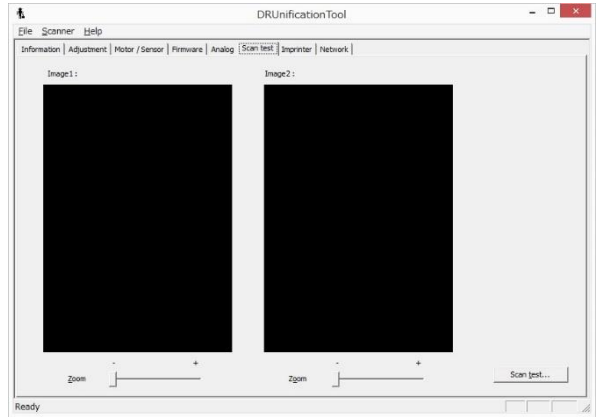 DRUnificationTool
File Scanner Help
Information Adjustment Motor / Sensor Firmware Analog Scan test Imprinter Network
Image1 : Image2 :
- + - +
Zoom Zoom Scan test...
Ready